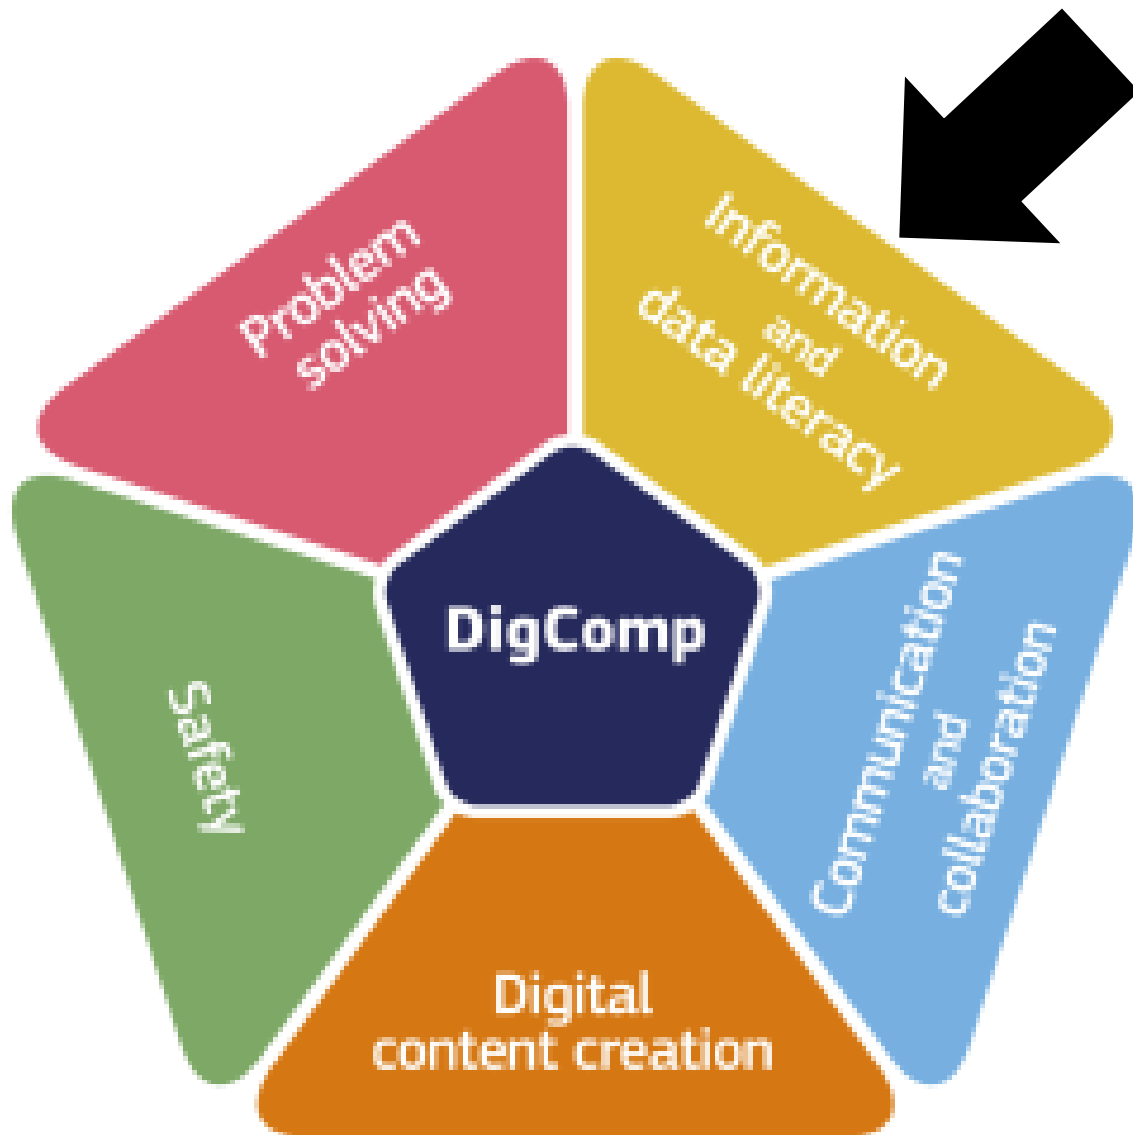 Problem
solving
Information
and
data literacy
DigComp
Safety
Communication
and
collaboration
Digital
content creation